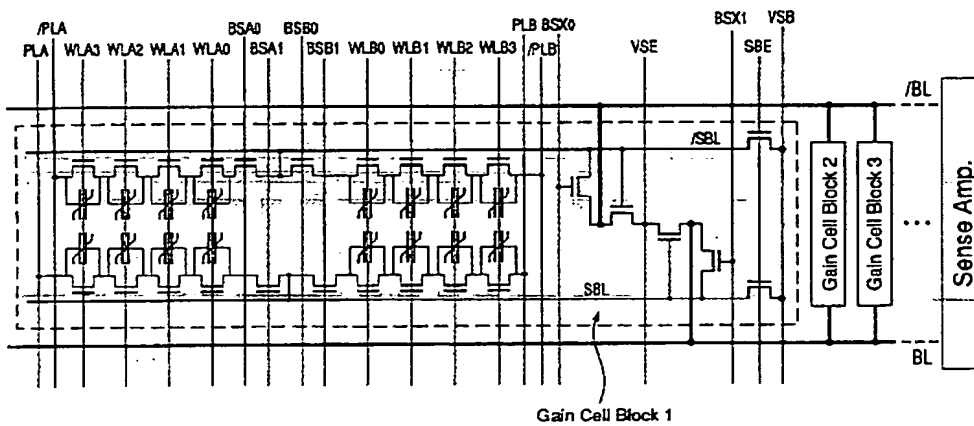 /PLA
BSA0
BSB0
PLB
BSX0
BSX1
VSB
PLA
WLA3
WLA2
WLA1
WLA0
BSA1
BSB1
WLB0
WLB1
WLB2
WLB3
/PLB
VSE
SBE
/BL
/SBL
Gain Cell Block 2
Gain Cell Block 3
...
Sense Amp.
SBL
BL
Gain Cell Block 1